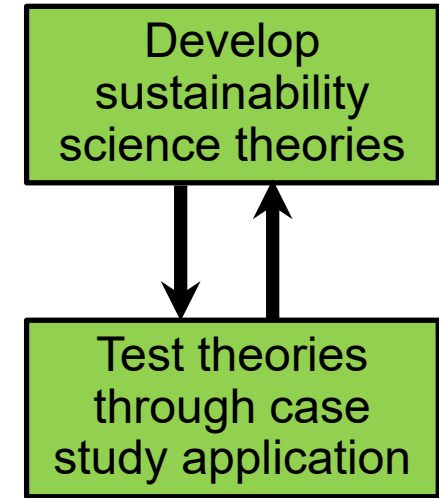 Develop
sustainability
science theories
Test theories
through case
study application